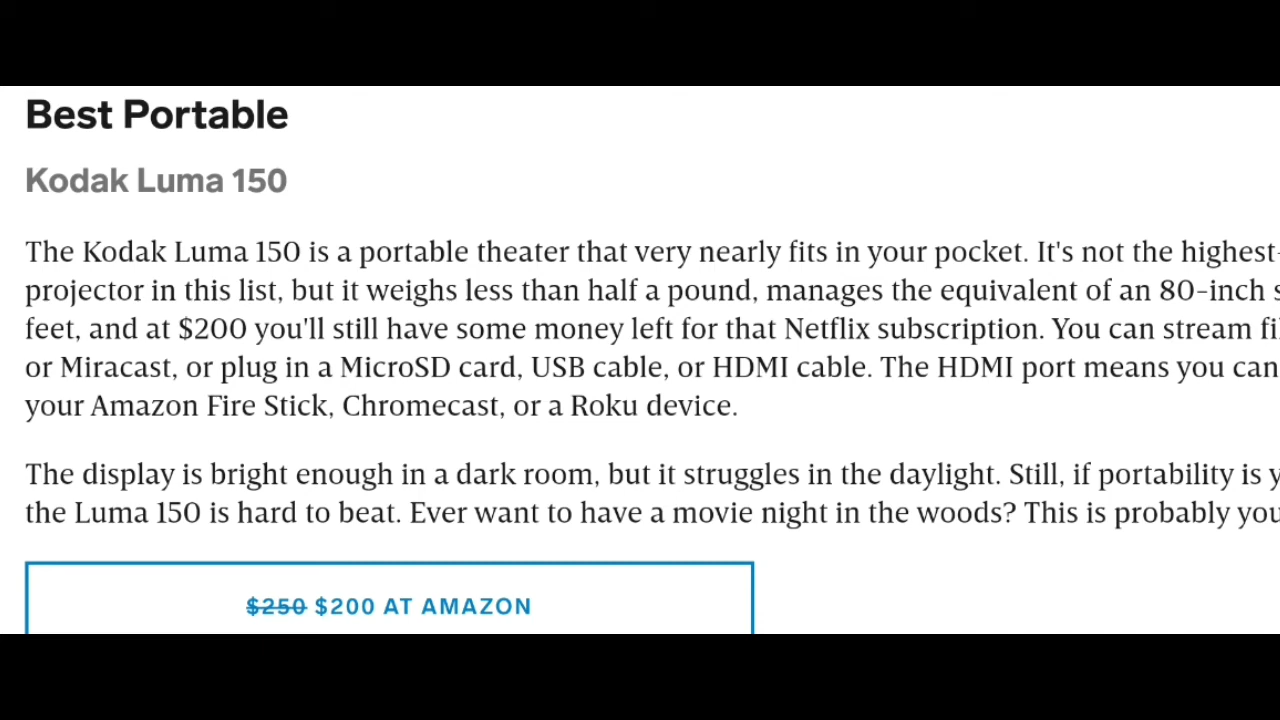 Best Portable
Kodak Luma 150
The Kodak Luma 150 is a portable theater that very nearly fits in your pocket. It's not the highest-
projector in this list, but it weighs less than half a pound, manages the equivalent of an 80-inch s
feet, and at $200 you'll still have some money left for that Netflix subscription. You can stream fi
or Miracast, or plug in a MicroSD card, USB cable, or HDMI cable. The HDMI port means you can
your Amazon Fire Stick, Chromecast, or a Roku device.
The display is bright enough in a dark room, but it struggles in the daylight. Still, if portability is y
the Luma 150 is hard to beat. Ever want to have a movie night in the woods? This is probably you
$250 $200 AT AMAZON